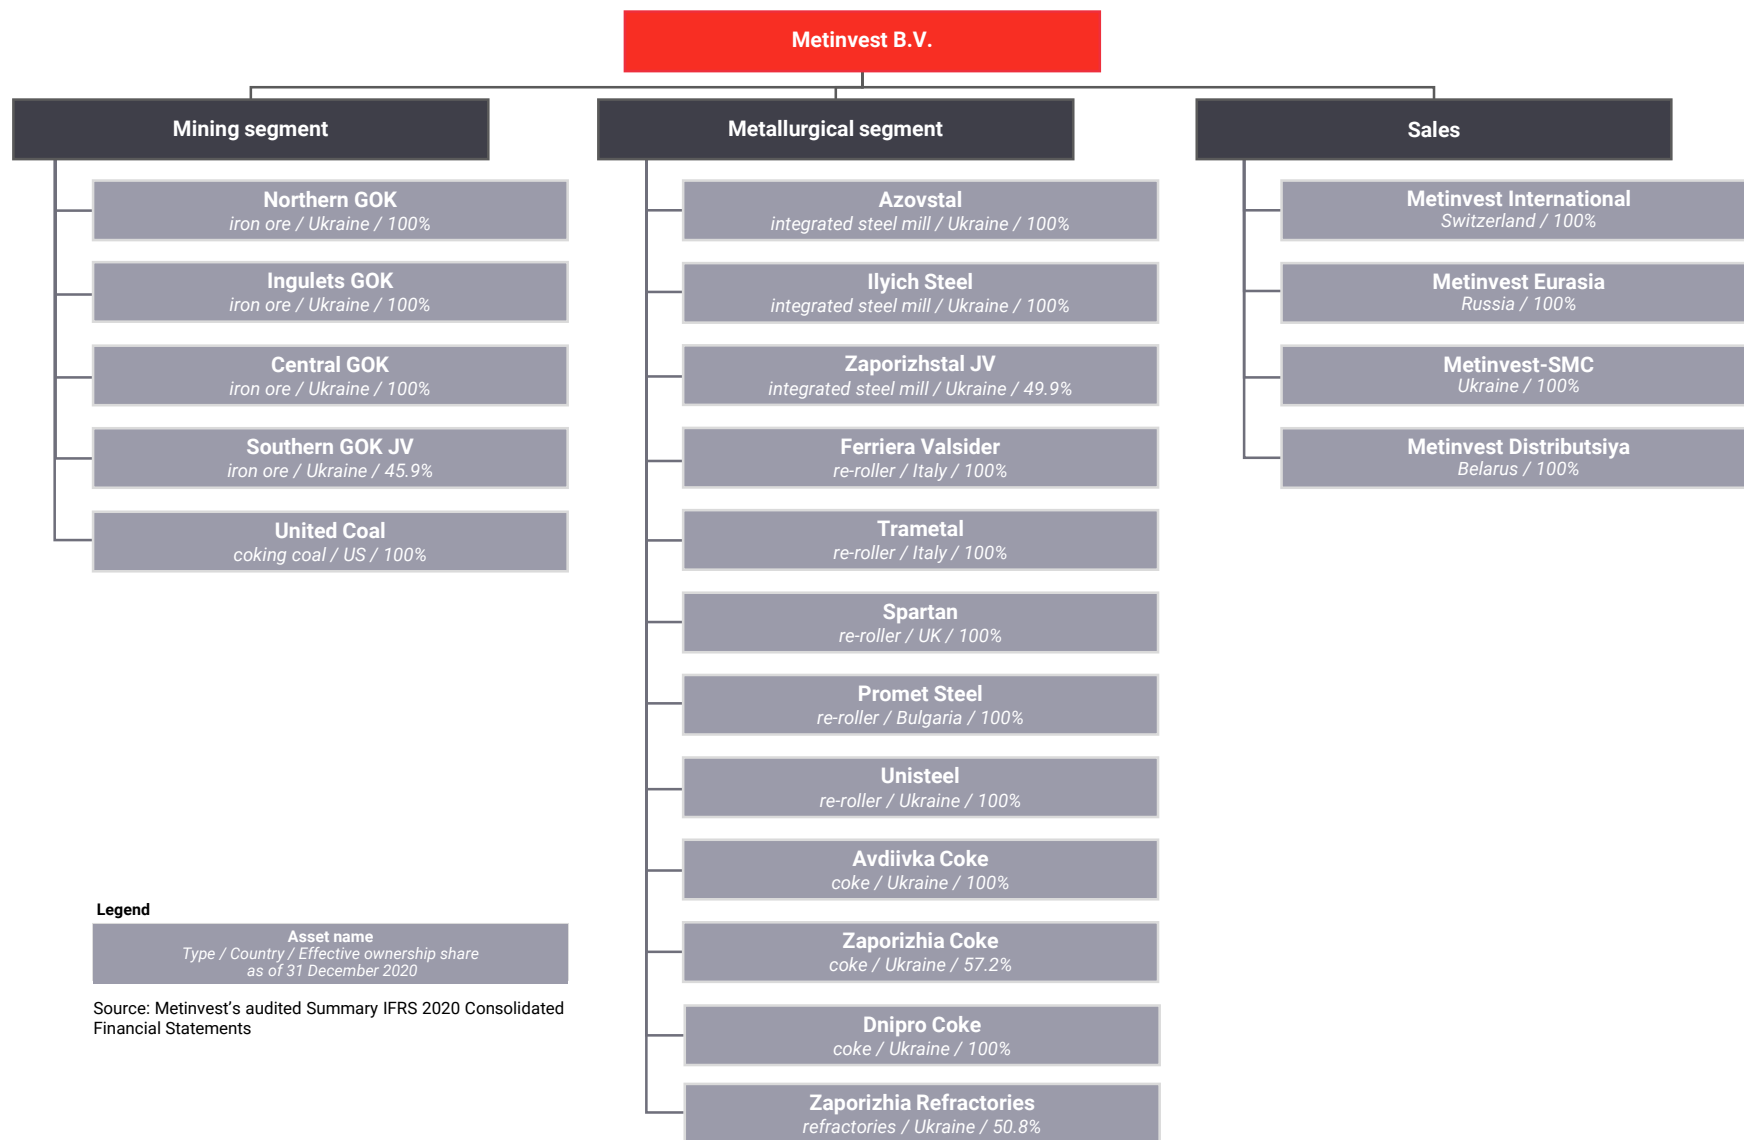 Metinvest B.V.
Mining segment
Northern GOK
iron ore / Ukraine / 100%
Ingulets GOK
iron ore / Ukraine / 100%
Central GOK
iron ore / Ukraine / 100%
Southern GOK JV
iron ore / Ukraine / 45.9%
United Coal
coking coal / US / 100%
Metallurgical segment
Azovstal
integrated steel mill / Ukraine / 100%
Ilyich Steel
integrated steel mill / Ukraine / 100%
Zaporizhstal JV
integrated steel mill / Ukraine / 49.9%
Ferriera Valsider
re-roller / Italy / 100%
Trametal
re-roller / Italy / 100%
Spartan
re-roller / UK / 100%
Promet Steel
re-roller / Bulgaria / 100%
Unisteel
re-roller / Ukraine / 100%
Avdiivka Coke
coke / Ukraine / 100%
Zaporizhia Coke
coke / Ukraine / 57.2%
Dnipro Coke
coke / Ukraine / 100%
Zaporizhia Refractories
refractories / Ukraine / 50.8%
Sales
Metinvest International
Switzerland / 100%
Metinvest Eurasia
Russia / 100%
Metinvest-SMC
Ukraine / 100%
Metinvest Distributsiya
Belarus / 100%
Legend
Asset name
Type / Country / Effective ownership share
as of 31 December 2020
Source: Metinvest’s audited Summary IFRS 2020 Consolidated
Financial Statements